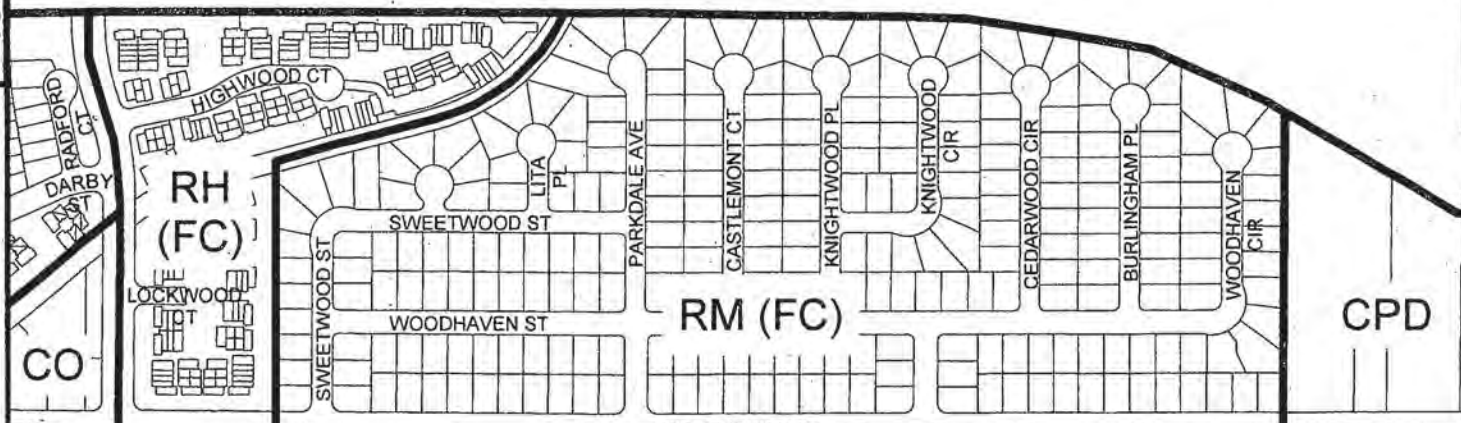 HIGHWOOD CT
RADFORD
CT
DARBY
ST
RH
(FC)
LOCKWOOD
CT
CO
LITA
PL
SWEETWOOD ST
SWEETWOOD ST
WOODHAVEN ST
PARKDALE AVE
CASTLEMONT CT
KNIGHTWOOD PL
KNIGHTWOOD
CIR
CEDARWOOD CIR
BURLINGHAM PL
WOODHAVEN
CIR
RM (FC)
CPD